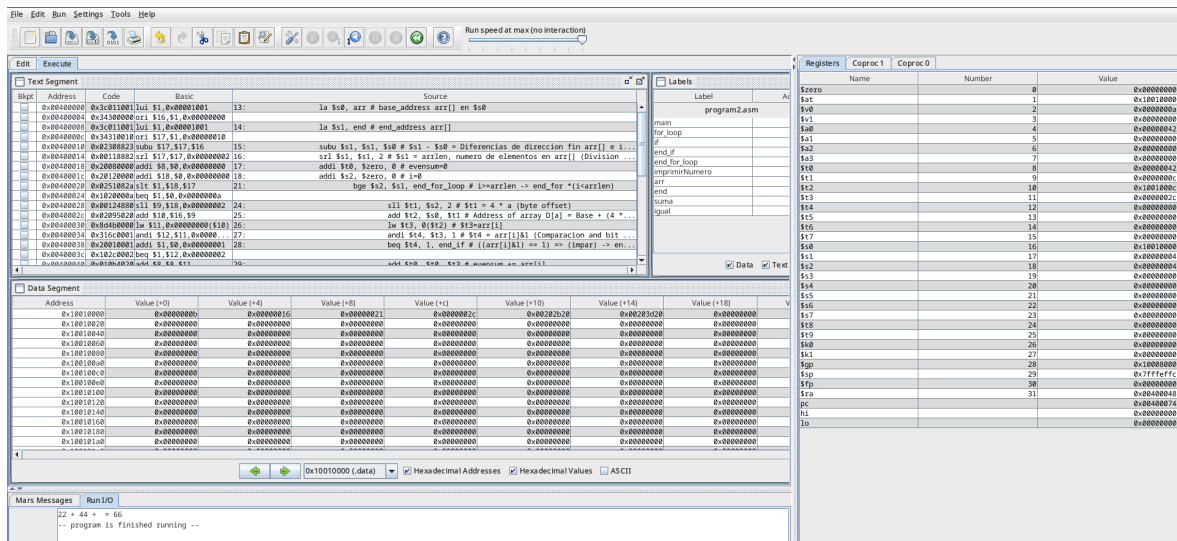 File Edit Run Settings Tools Help
Run speed at max (no interaction)
Edit Execute
Text Segment
Bkpt Address Code Basic Source
0x00400000 0x3c011001 lui $1,0x00001001 13: la $s0, arr # base_address arr[] en $s0
0x00400004 0x34300000 ori $16,$1,0x00000000
0x00400008 0x3c011001 lui $1,0x00001001 14: la $s1, end # end_address arr[]
0x0040000c 0x34310010 ori $17,$1,0x00000010
0x00400010 0x02308823 subu $17,$17,$16 15: subu $s1, $s1, $s0 # $s1 - $s0 = Diferencias de direccion fin arr[] e i...
0x00400014 0x00118882 srl $17,$17,0x00000002 16: srl $s1, $s1, 2 # $s1 = arrlen, numero de elementos en arr[] (Division ...
0x00400018 0x20080000 addi $8,$0,0x00000000 17: addi $t0, $zero, 0 # evensum=0
0x0040001c 0x20120000 addi $18,$0,0x00000000 18: addi $s2, $zero, 0 # i=0
0x00400020 0x0251082a slt $1,$18,$17 21: bge $s2, $s1, end_for_loop # i>=arrlen -> end_for *(i<arrlen)
0x00400024 0x1020000a beq $1,$0,0x0000000a
0x00400028 0x00124880 sll $9,$18,0x00000002 24: sll $t1, $s2, 2 # $t1 = 4 * a (byte offset)
0x0040002c 0x02095020 add $10,$16,$9 25: add $t2, $s0, $t1 # Address of array D[a] = Base + (4 *...
0x00400030 0x8d4b0000 lw $11,0x00000000($10) 26: lw $t3, 0($t2) # $t3=arr[i]
0x00400034 0x316c0001 andi $12,$11,0x0000... 27: andi $t4, $t3, 1 # $t4 = arr[i]&1 (Comparacion and bit ...
0x00400038 0x20010001 addi $1,$0,0x00000001 28: beq $t4, 1, end_if # ((arr[i]&1) == 1) => (impar) -> en...
0x0040003c 0x102c0002 beq $1,$12,0x00000002
0x00400040 0x010b4020 add $8,$8,$11 29: add $t0, $t0, $t3 # evensum += arr[i]
Labels
Label
program2.asm
main
for_loop
if
end_if
end_for_loop
imprimirNumero
arr
end
suma
igual
Data Text
Data Segment
Address Value (+0) Value (+4) Value (+8) Value (+c) Value (+10) Value (+14) Value (+18)
0x10010000 0x0000000b 0x00000016 0x00000021 0x0000002c 0x00202b20 0x00203d20 0x00000000
0x10010020 0x00000000 0x00000000 0x00000000 0x00000000 0x00000000 0x00000000 0x00000000
0x10010040 0x00000000 0x00000000 0x00000000 0x00000000 0x00000000 0x00000000 0x00000000
0x10010060 0x00000000 0x00000000 0x00000000 0x00000000 0x00000000 0x00000000 0x00000000
0x10010080 0x00000000 0x00000000 0x00000000 0x00000000 0x00000000 0x00000000 0x00000000
0x100100a0 0x00000000 0x00000000 0x00000000 0x00000000 0x00000000 0x00000000 0x00000000
0x100100c0 0x00000000 0x00000000 0x00000000 0x00000000 0x00000000 0x00000000 0x00000000
0x100100e0 0x00000000 0x00000000 0x00000000 0x00000000 0x00000000 0x00000000 0x00000000
0x10010100 0x00000000 0x00000000 0x00000000 0x00000000 0x00000000 0x00000000 0x00000000
0x10010120 0x00000000 0x00000000 0x00000000 0x00000000 0x00000000 0x00000000 0x00000000
0x10010140 0x00000000 0x00000000 0x00000000 0x00000000 0x00000000 0x00000000 0x00000000
0x10010160 0x00000000 0x00000000 0x00000000 0x00000000 0x00000000 0x00000000 0x00000000
0x10010180 0x00000000 0x00000000 0x00000000 0x00000000 0x00000000 0x00000000 0x00000000
0x100101a0 0x00000000 0x00000000 0x00000000 0x00000000 0x00000000 0x00000000 0x00000000
0x10010000 (.data) Hexadecimal Addresses Hexadecimal Values ASCII
Mars Messages Run I/O
22 + 44 + = 66
-- program is finished running --
Registers Coproc 1 Coproc 0
Name Number Value
$zero 0 0x00000000
$at 1 0x10010000
$v0 2 0x0000000a
$v1 3 0x00000000
$a0 4 0x00000042
$a1 5 0x00000000
$a2 6 0x00000000
$a3 7 0x00000000
$t0 8 0x00000042
$t1 9 0x0000000c
$t2 10 0x1001000c
$t3 11 0x0000002c
$t4 12 0x00000000
$t5 13 0x00000000
$t6 14 0x00000000
$t7 15 0x00000000
$s0 16 0x10010000
$s1 17 0x00000004
$s2 18 0x00000004
$s3 19 0x00000000
$s4 20 0x00000000
$s5 21 0x00000000
$s6 22 0x00000000
$s7 23 0x00000000
$t8 24 0x00000000
$t9 25 0x00000000
$k0 26 0x00000000
$k1 27 0x00000000
$gp 28 0x10008000
$sp 29 0x7fffeffc
$fp 30 0x00000000
$ra 31 0x00400048
pc 0x00400074
hi 0x00000000
lo 0x00000000